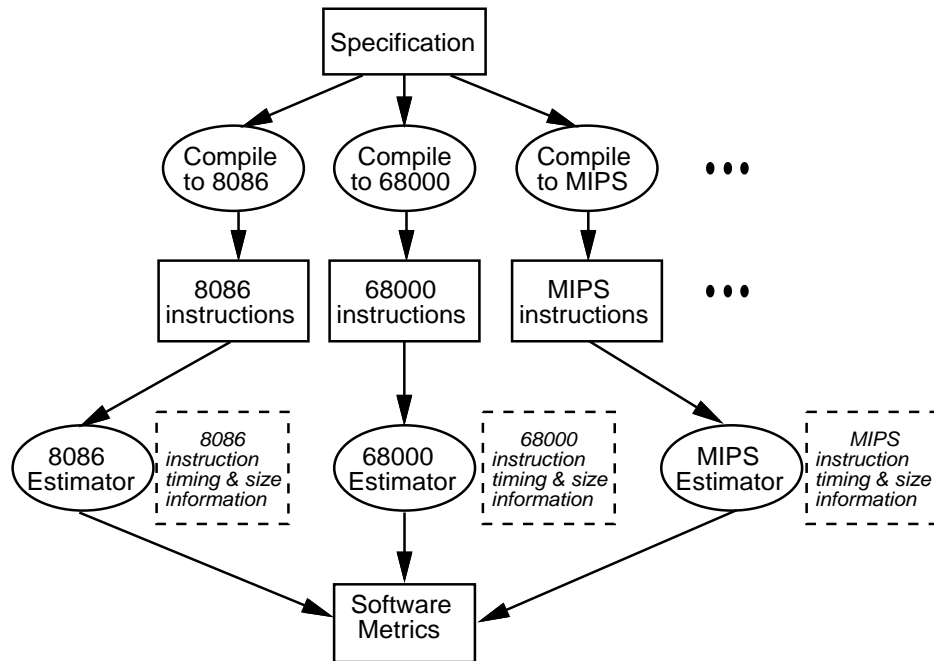 Specification
Compile
to 8086
Compile
to 68000
Compile
to MIPS
8086
instructions
68000
instructions
MIPS
instructions
8086
Estimator
8086
instruction
timing & size
information
68000
Estimator
68000
instruction
timing & size
information
MIPS
Estimator
MIPS
instruction
timing & size
information
Software
Metrics